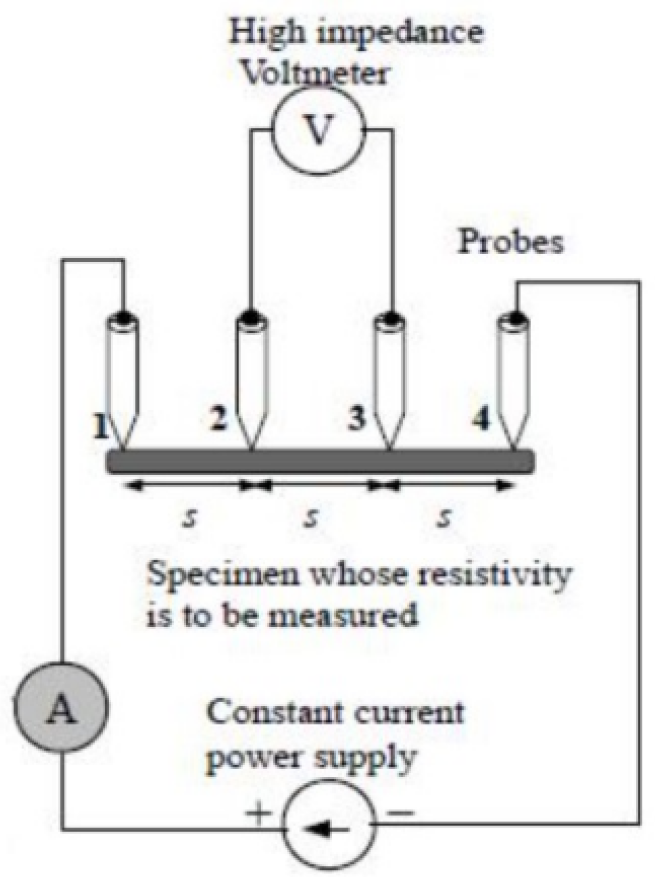 High impedance
Voltmeter
V
Probes
1 2 3 4
s s s
Specimen whose resistivity
is to be measured
A
Constant current
power supply
+ −